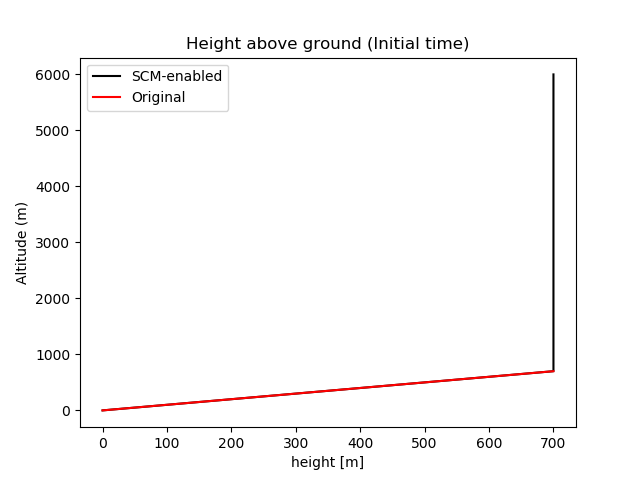 Height above ground (Initial time)
SCM-enabled
Original
6000
5000
4000
3000
2000
1000
0
Altitude (m)
0 100 200 300 400 500 600 700
height [m]